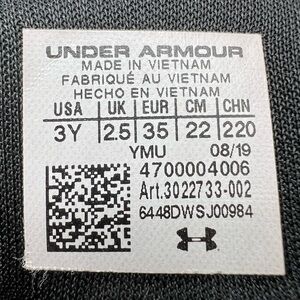 UNDER ARMOUR
MADE IN VIETNAM
FABRIQUÉ AU VIETNAM
HECHO EN VIETNAM
USA | UK | EUR | CM | CHN
3Y | 2.5 | 35 | 22 | 220
YMU 08/19
4700004006
Art.3022733-002
6448DWSJ00984